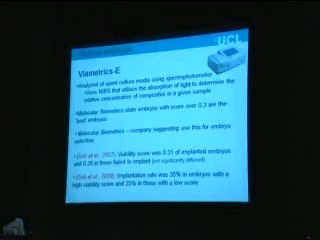 UCL
Viametrics-E
•Analyzed of spent culture media using spectrophotometer
•Uses NIRS that utilises the absorption of light to determine the
relative concentration of composites in a given sample
•Molecular Biometrics state embryos with score over 0.3 are the
'best' embryos
• Molecular Biometrics – company suggesting use this for embryo
selection
• (Seli et al., 2007): Viability score was 0.31 of implanted embryos
and 0.28 in those failed to implant (not significantly different)
• (Seli et al., 2009): Implantation rate was 35% in embryos with a
high viability score and 25% in those with a low score